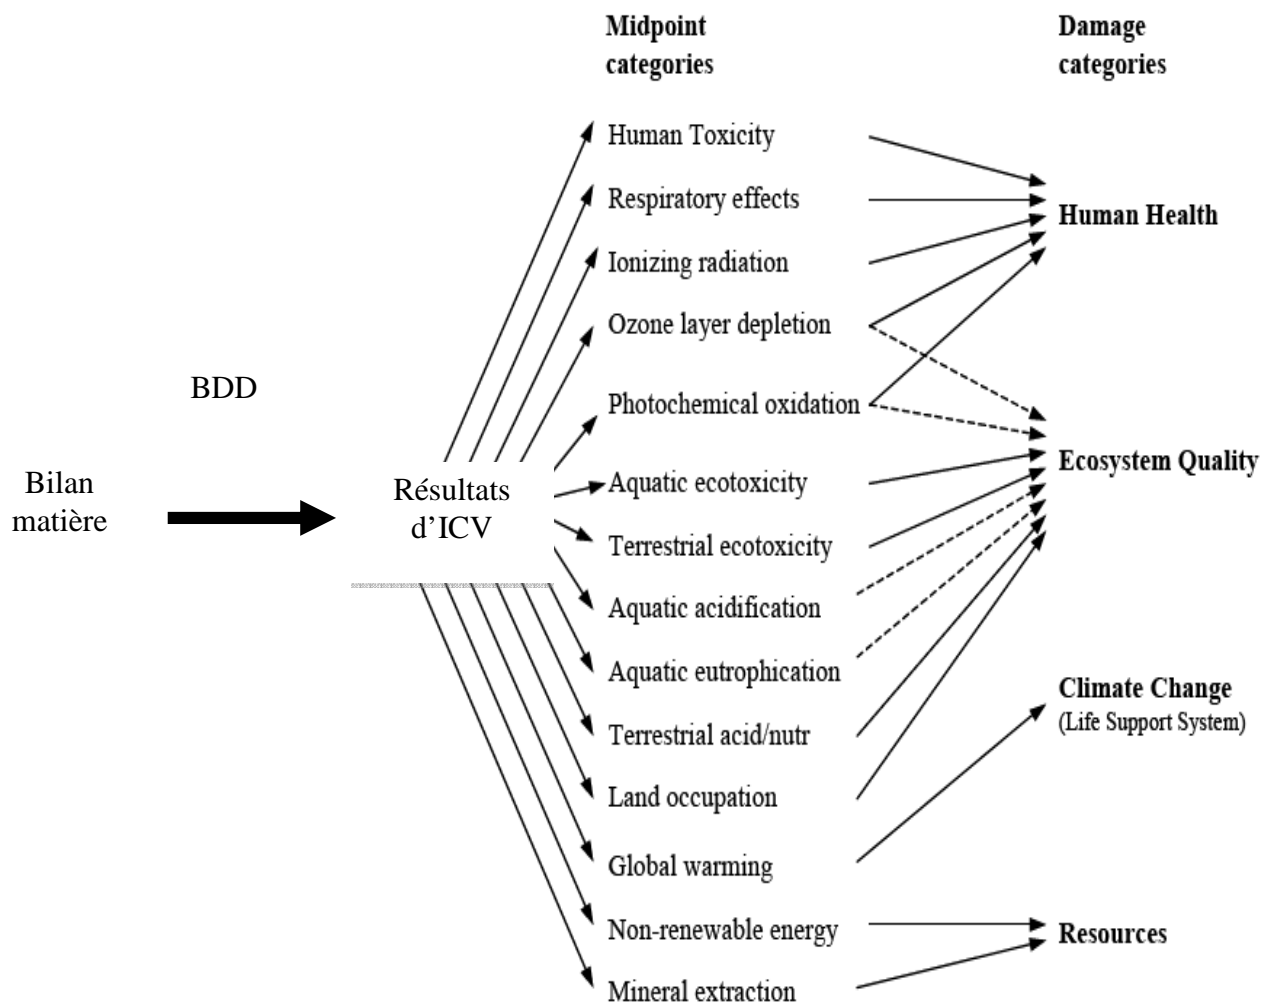 Midpoint
categories
Damage
categories
Human Toxicity
Respiratory effects
Human Health
Ionizing radiation
Ozone layer depletion
BDD
Photochemical oxidation
Ecosystem Quality
Bilan
matière
Résultats
d’ICV
Aquatic ecotoxicity
Terrestrial ecotoxicity
Aquatic acidification
Aquatic eutrophication
Climate Change
(Life Support System)
Terrestrial acid/nutr
Land occupation
Global warming
Non-renewable energy
Resources
Mineral extraction